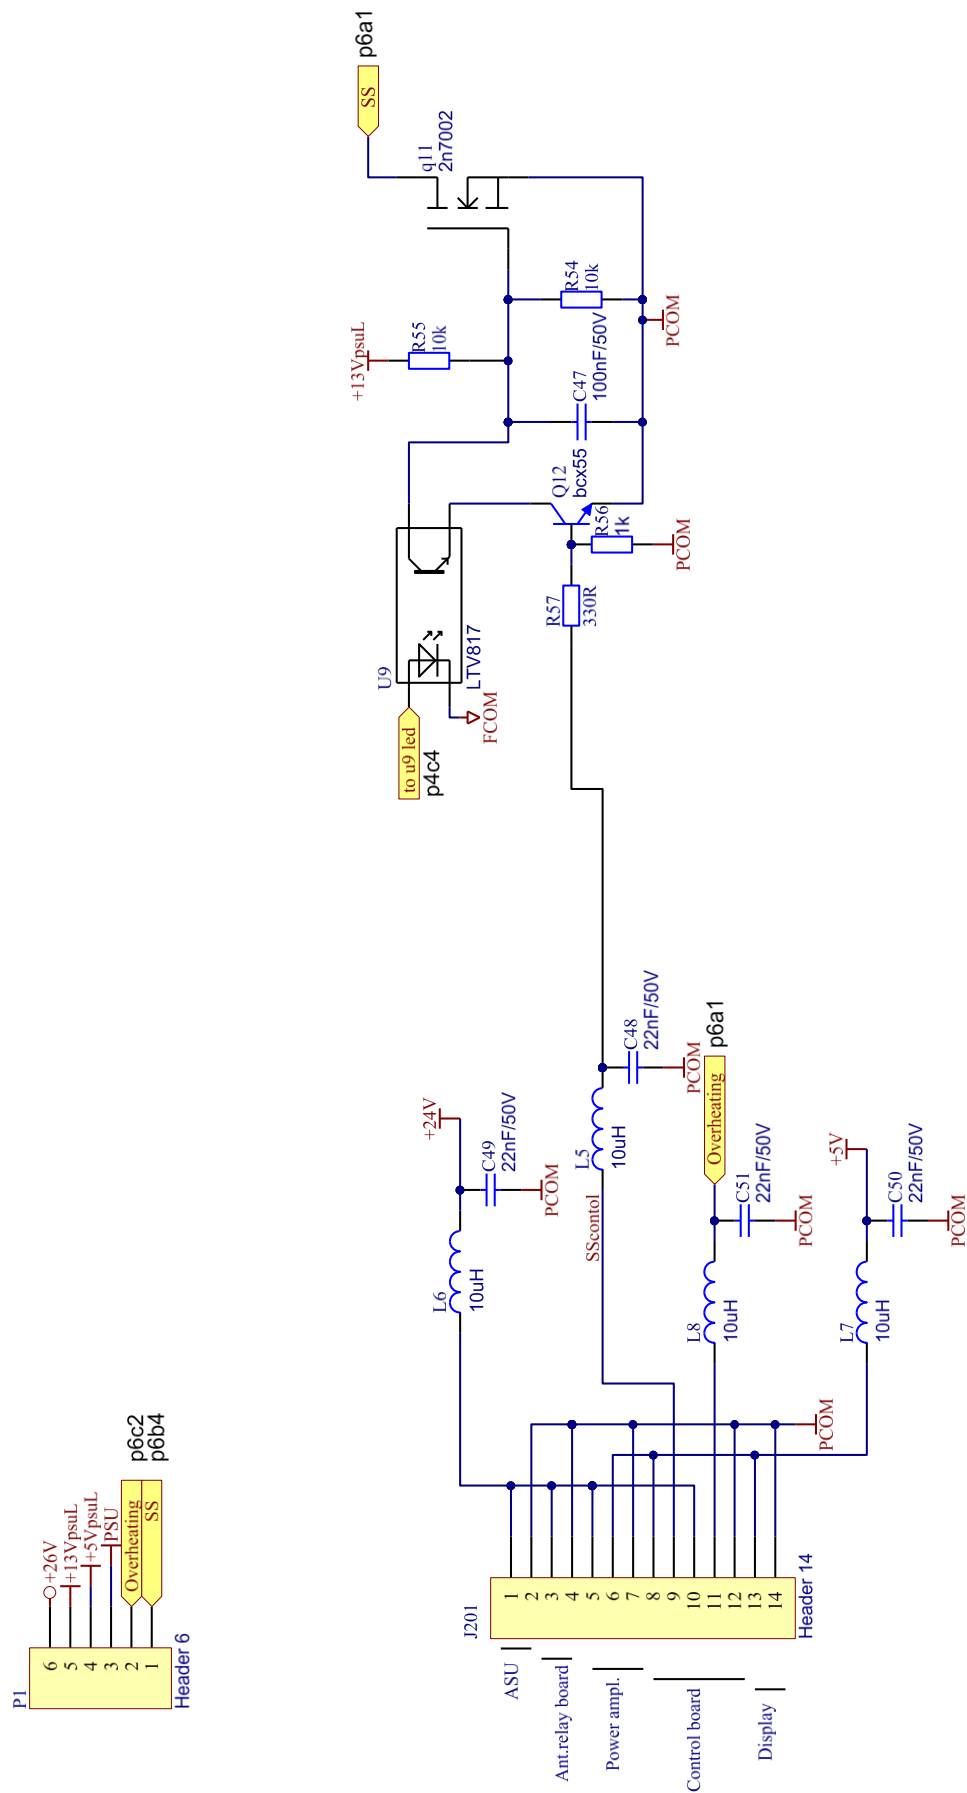 P1
6
5
4
3
2
1
Header 6
+26V
+13VpsuL
+5VpsuL
PSU
Overheating
SS
p6c2
p6b4
J201
1
2
3
4
5
6
7
8
9
10
11
12
13
14
Header 14
ASU
Ant.relay board
Power ampl.
Control board
Display
L6
10uH
+24V
C49
22nF/50V
PCOM
SScontol
L5
10uH
C48
22nF/50V
PCOM
L8
10uH
Overheating
p6a1
C51
22nF/50V
PCOM
L7
10uH
+5V
C50
22nF/50V
PCOM
PCOM
to u9 led
p4c4
U9
LTV817
FCOM
R57
330R
Q12
bcx55
R56
1k
PCOM
C47
100nF/50V
+13VpsuL
R55
10k
R54
10k
PCOM
q11
2n7002
SS
p6a1